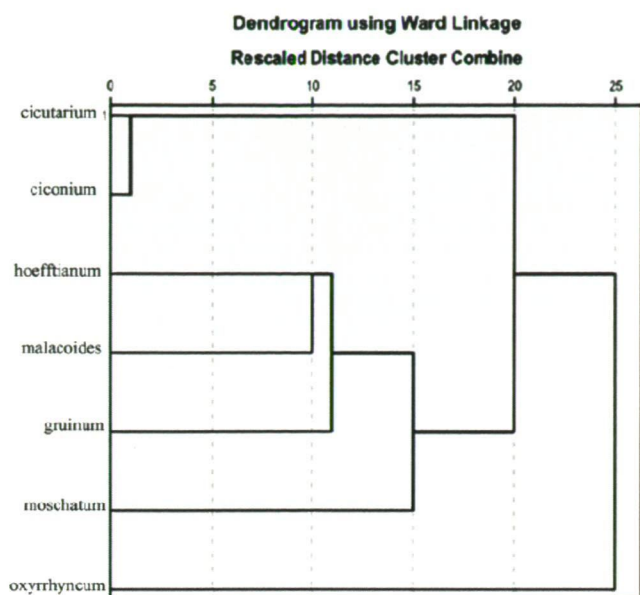 Dendrogram using Ward Linkage
Rescaled Distance Cluster Combine
0 5 10 15 20 25
cicutarium 1
ciconium
hoefftianum
malacoides
gruinum
moschatum
oxyrrhyncum